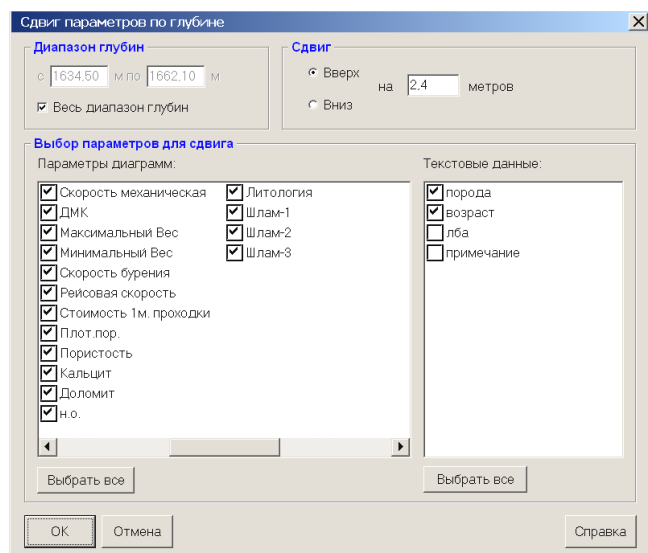 Сдвиг параметров по глубине
Диапазон глубин
с 1634,50 м по 1662,10 м
Весь диапазон глубин
Сдвиг
Вверх
Вниз
на 2,4 метров
Выбор параметров для сдвига
Параметры диаграмм:
Скорость механическая
ДМК
Максимальный Вес
Минимальный Вес
Скорость бурения
Рейсовая скорость
Стоимость 1м. проходки
Плот.пор.
Пористость
Кальцит
Доломит
н.о.
Литология
Шлам-1
Шлам-2
Шлам-3
Выбрать все
Текстовые данные:
порода
возраст
лба
примечание
Выбрать все
OK
Отмена
Справка